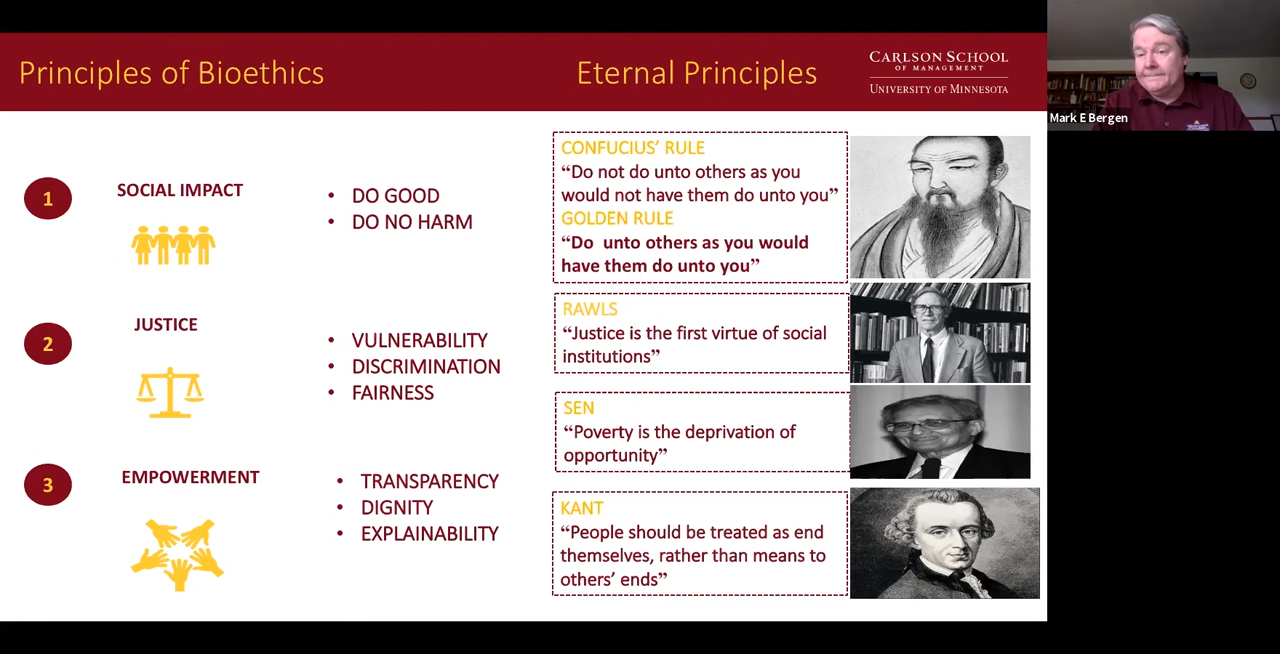 Principles of Bioethics
Eternal Principles
CARLSON SCHOOL
OF MANAGEMENT
UNIVERSITY OF MINNESOTA
Mark E Bergen
1
SOCIAL IMPACT
• DO GOOD
• DO NO HARM
2
JUSTICE
• VULNERABILITY
• DISCRIMINATION
• FAIRNESS
3
EMPOWERMENT
• TRANSPARENCY
• DIGNITY
• EXPLAINABILITY
CONFUCIUS’ RULE
“Do not do unto others as you
would not have them do unto you”
GOLDEN RULE
“Do unto others as you would
have them do unto you”
RAWLS
“Justice is the first virtue of social
institutions”
SEN
“Poverty is the deprivation of
opportunity”
KANT
“People should be treated as end
themselves, rather than means to
others’ ends”